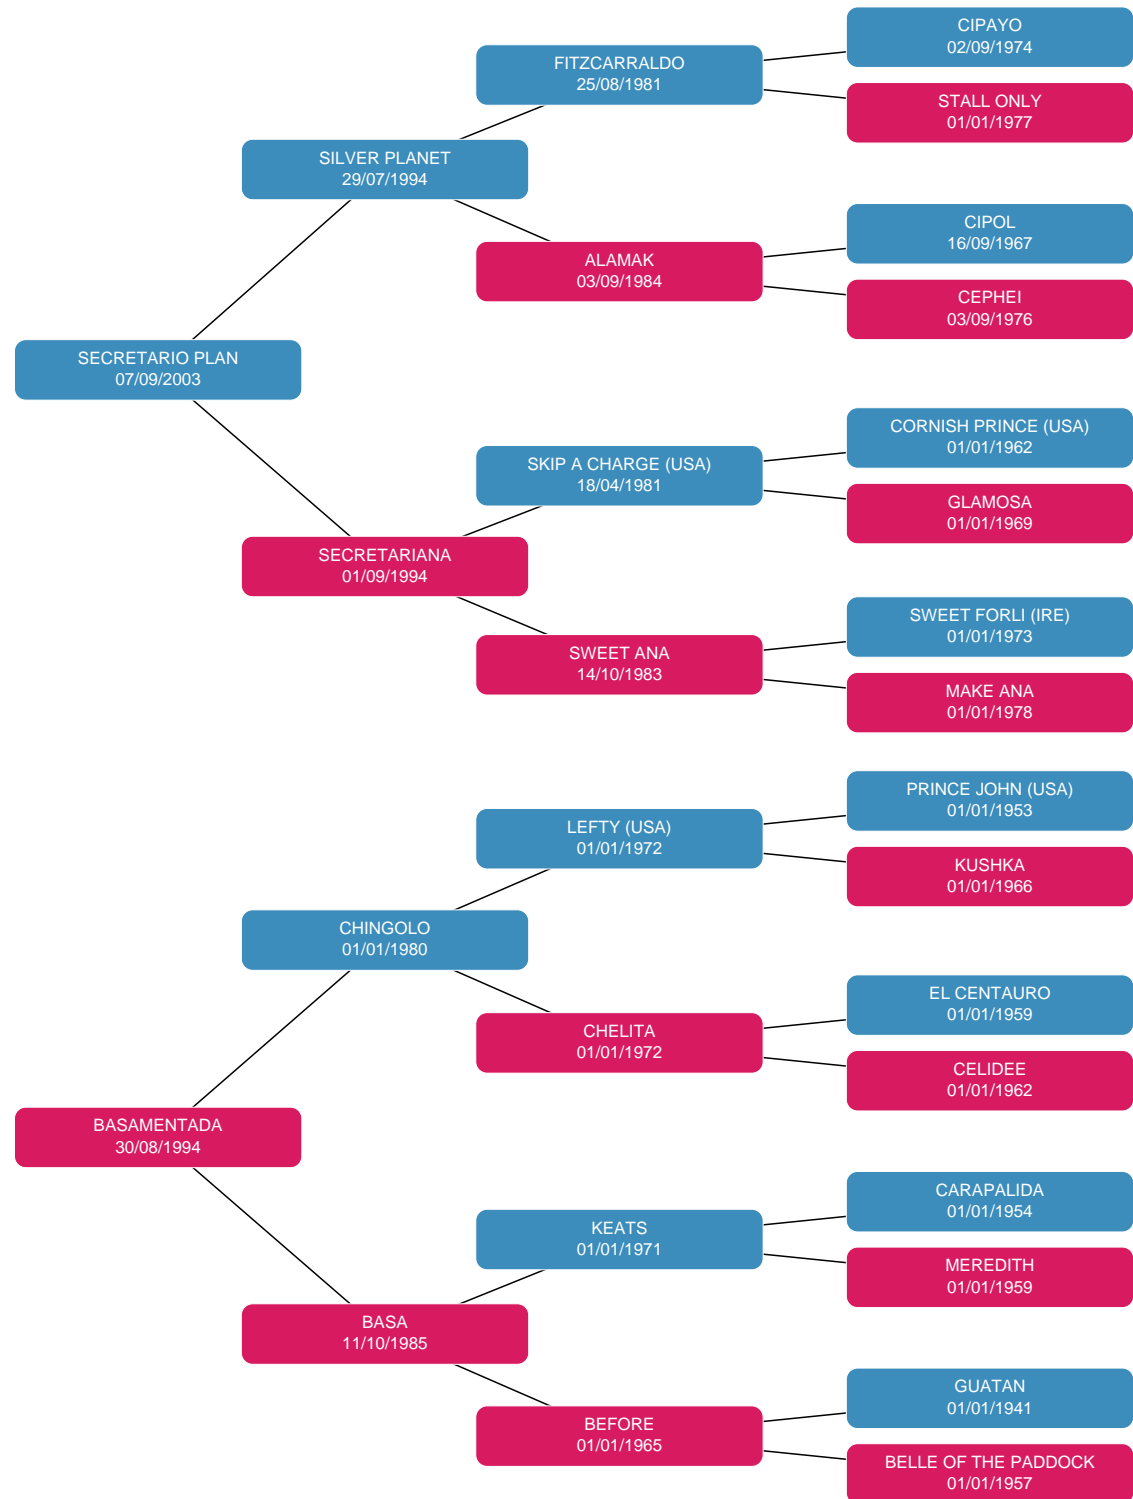 CIPAYO
02/09/1974
FITZCARRALDO
25/08/1981
STALL ONLY
01/01/1977
SILVER PLANET
29/07/1994
CIPOL
16/09/1967
ALAMAK
03/09/1984
CEPHEI
03/09/1976
SECRETARIO PLAN
07/09/2003
CORNISH PRINCE (USA)
01/01/1962
SKIP A CHARGE (USA)
18/04/1981
GLAMOSA
01/01/1969
SECRETARIANA
01/09/1994
SWEET FORLI (IRE)
01/01/1973
SWEET ANA
14/10/1983
MAKE ANA
01/01/1978
PRINCE JOHN (USA)
01/01/1953
LEFTY (USA)
01/01/1972
KUSHKA
01/01/1966
CHINGOLO
01/01/1980
EL CENTAURO
01/01/1959
CHELITA
01/01/1972
CELIDEE
01/01/1962
BASAMENTADA
30/08/1994
CARAPALIDA
01/01/1954
KEATS
01/01/1971
MEREDITH
01/01/1959
BASA
11/10/1985
GUATAN
01/01/1941
BEFORE
01/01/1965
BELLE OF THE PADDOCK
01/01/1957